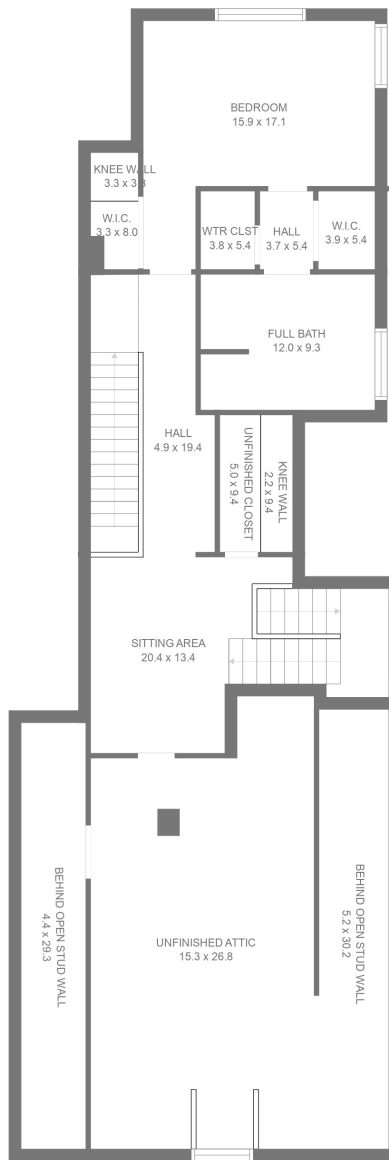 BEDROOM
15.9 x 17.1
KNEE WALL
3.3 x 3.3
W.I.C.
3.3 x 8.0
WTR CLST
3.8 x 5.4
HALL
3.7 x 5.4
W.I.C.
3.9 x 5.4
FULL BATH
12.0 x 9.3
HALL
4.9 x 19.4
UNFINISHED CLOSET
5.0 x 9.4
KNEE WALL
2.2 x 9.4
SITTING AREA
20.4 x 13.4
BEHIND OPEN STUD WALL
4.4 x 29.3
UNFINISHED ATTIC
15.3 x 26.8
BEHIND OPEN STUD WALL
5.2 x 30.2